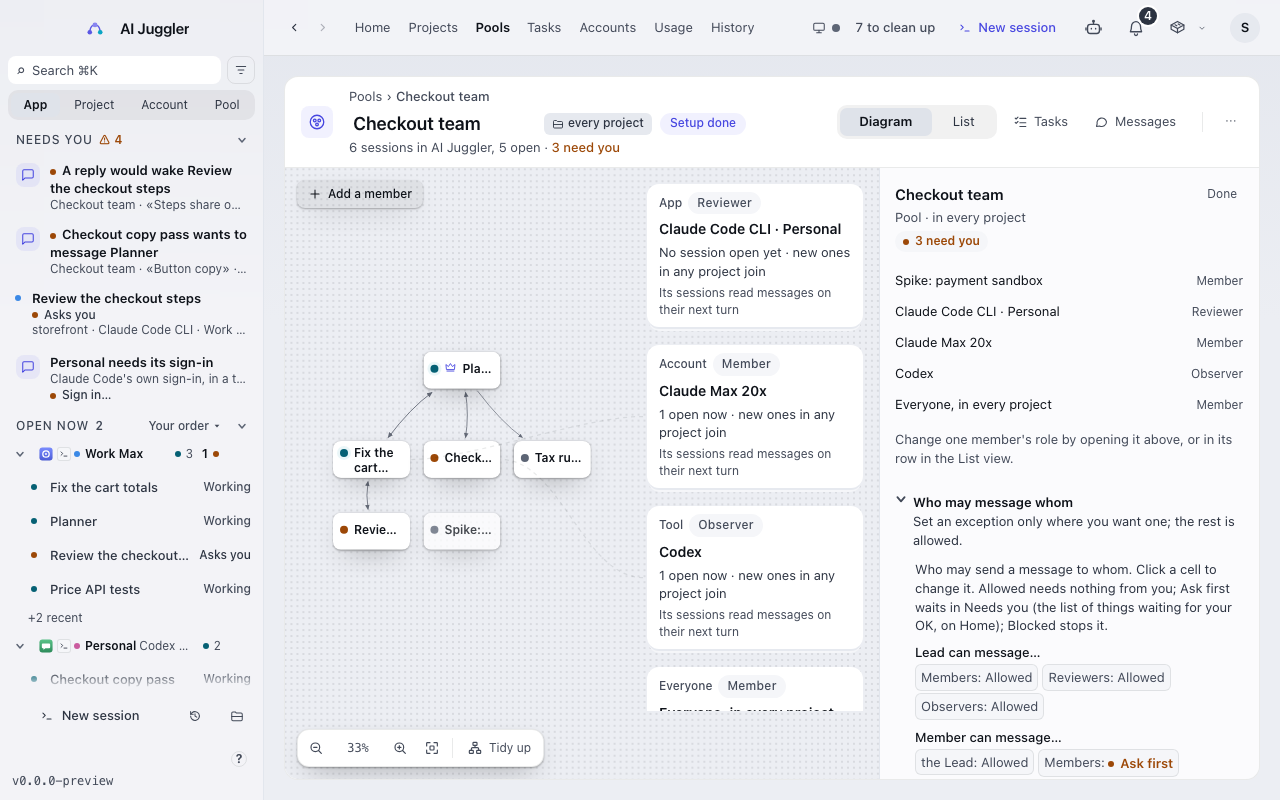 AI Juggler
Search ⌘K
App Project Account Pool
NEEDS YOU 4
A reply would wake Review
the checkout steps
Checkout team · «Steps share o...
Checkout copy pass wants to
message Planner
Checkout team · «Button copy» ·...
Review the checkout steps
Asks you
storefront · Claude Code CLI · Work ...
Personal needs its sign-in
Claude Code's own sign-in, in a t...
Sign in...
OPEN NOW 2 Your order
Work Max 3 1
Fix the cart totals Working
Planner Working
Review the checkout... Asks you
Price API tests Working
+2 recent
Personal Codex ... 2
Checkout copy pass Working
New session
?
v0.0.0-preview
Home Projects Pools Tasks Accounts Usage History
7 to clean up
New session
4
S
Pools › Checkout team
Checkout team
every project
Setup done
6 sessions in AI Juggler, 5 open · 3 need you
Diagram List
Tasks
Messages
...
+ Add a member
Pla...
Fix the
cart...
Check...
Tax ru...
Revie...
Spike:...
App Reviewer
Claude Code CLI · Personal
No session open yet · new ones
in any project join
Its sessions read messages on
their next turn
Account Member
Claude Max 20x
1 open now · new ones in any
project join
Its sessions read messages on
their next turn
Tool Observer
Codex
1 open now · new ones in any
project join
Its sessions read messages on
their next turn
Everyone Member
Everyone, in every project
33%
Tidy up
Checkout team Done
Pool · in every project
3 need you
Spike: payment sandbox Member
Claude Code CLI · Personal Reviewer
Claude Max 20x Member
Codex Observer
Everyone, in every project Member
Change one member's role by opening it above, or in its
row in the List view.
Who may message whom
Set an exception only where you want one; the rest is
allowed.
Who may send a message to whom. Click a cell to
change it. Allowed needs nothing from you; Ask first
waits in Needs you (the list of things waiting for your
OK, on Home); Blocked stops it.
Lead can message...
Members: Allowed Reviewers: Allowed
Observers: Allowed
Member can message...
the Lead: Allowed Members: Ask first